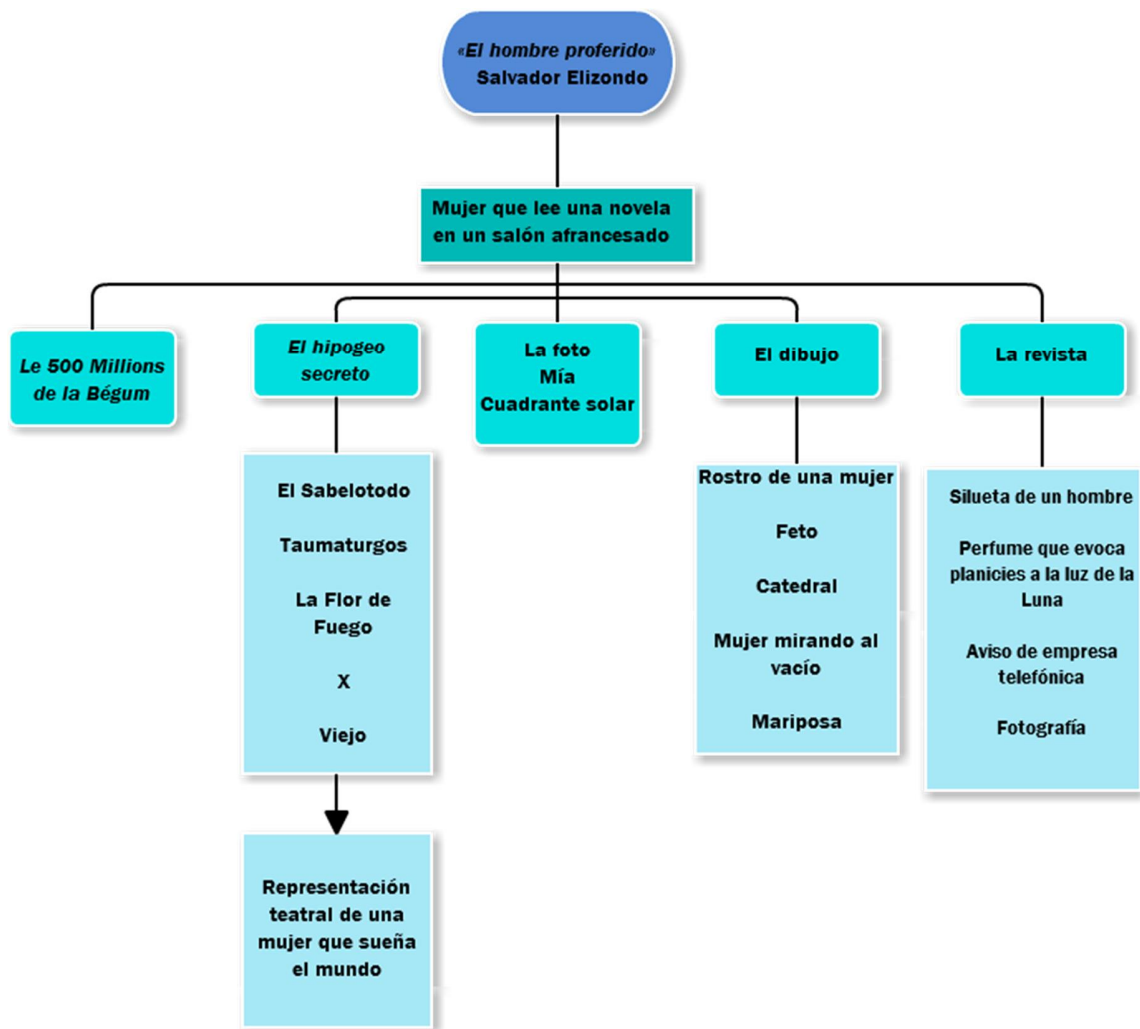 «El hombre proferido»
Salvador Elizondo
Mujer que lee una novela
en un salón afrancesado
Le 500 Millions
de la Bégum
El hipogeo
secreto
La foto
Mía
Cuadrante solar
El dibujo
La revista
El Sabelotodo
Taumaturgos
La Flor de
Fuego
X
Viejo
Rostro de una mujer
Feto
Catedral
Mujer mirando al
vacío
Mariposa
Silueta de un hombre
Perfume que evoca
planicies a la luz de la
Luna
Aviso de empresa
telefónica
Fotografía
Representación
teatral de una
mujer que sueña
el mundo